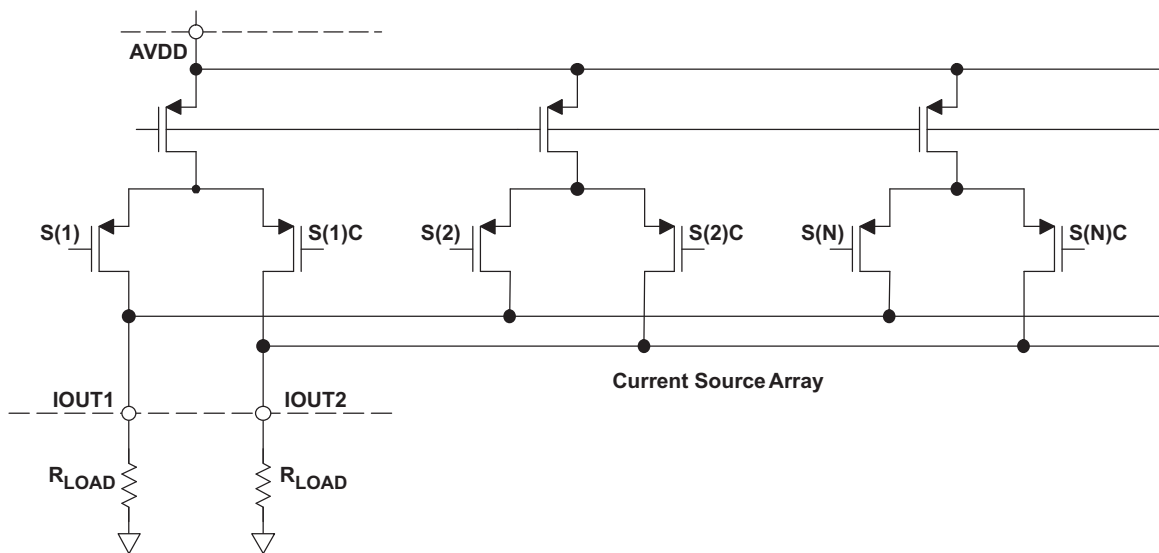 AVDD
S(1)
S(1)C
S(2)
S(2)C
S(N)
S(N)C
Current Source Array
IOUT1
IOUT2
RLOAD
RLOAD